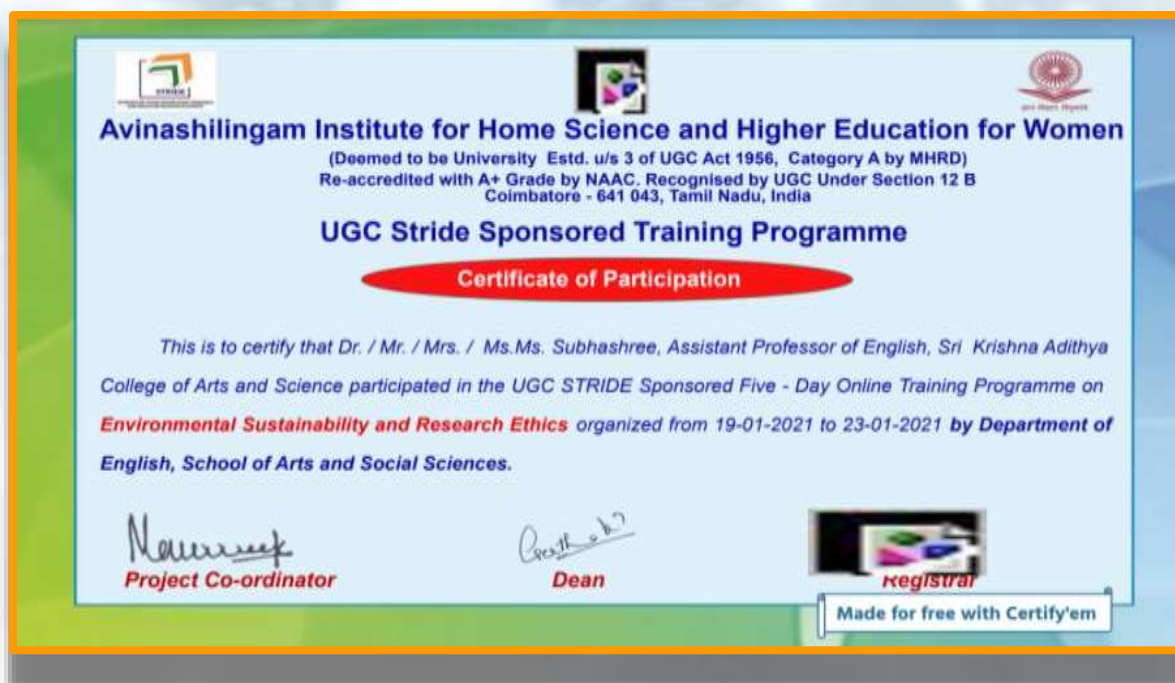 STRIDE
Avinashilingam Institute for Home Science and Higher Education for Women
(Deemed to be University Estd. u/s 3 of UGC Act 1956, Category A by MHRD)
Re-accredited with A+ Grade by NAAC. Recognised by UGC Under Section 12 B
Coimbatore - 641 043, Tamil Nadu, India
UGC Stride Sponsored Training Programme
Certificate of Participation
This is to certify that Dr. / Mr. / Mrs. / Ms.Ms. Subhashree, Assistant Professor of English, Sri Krishna Adithya
College of Arts and Science participated in the UGC STRIDE Sponsored Five - Day Online Training Programme on
Environmental Sustainability and Research Ethics organized from 19-01-2021 to 23-01-2021 by Department of
English, School of Arts and Social Sciences.
Project Co-ordinator
Dean
Registrar
Made for free with Certify'em